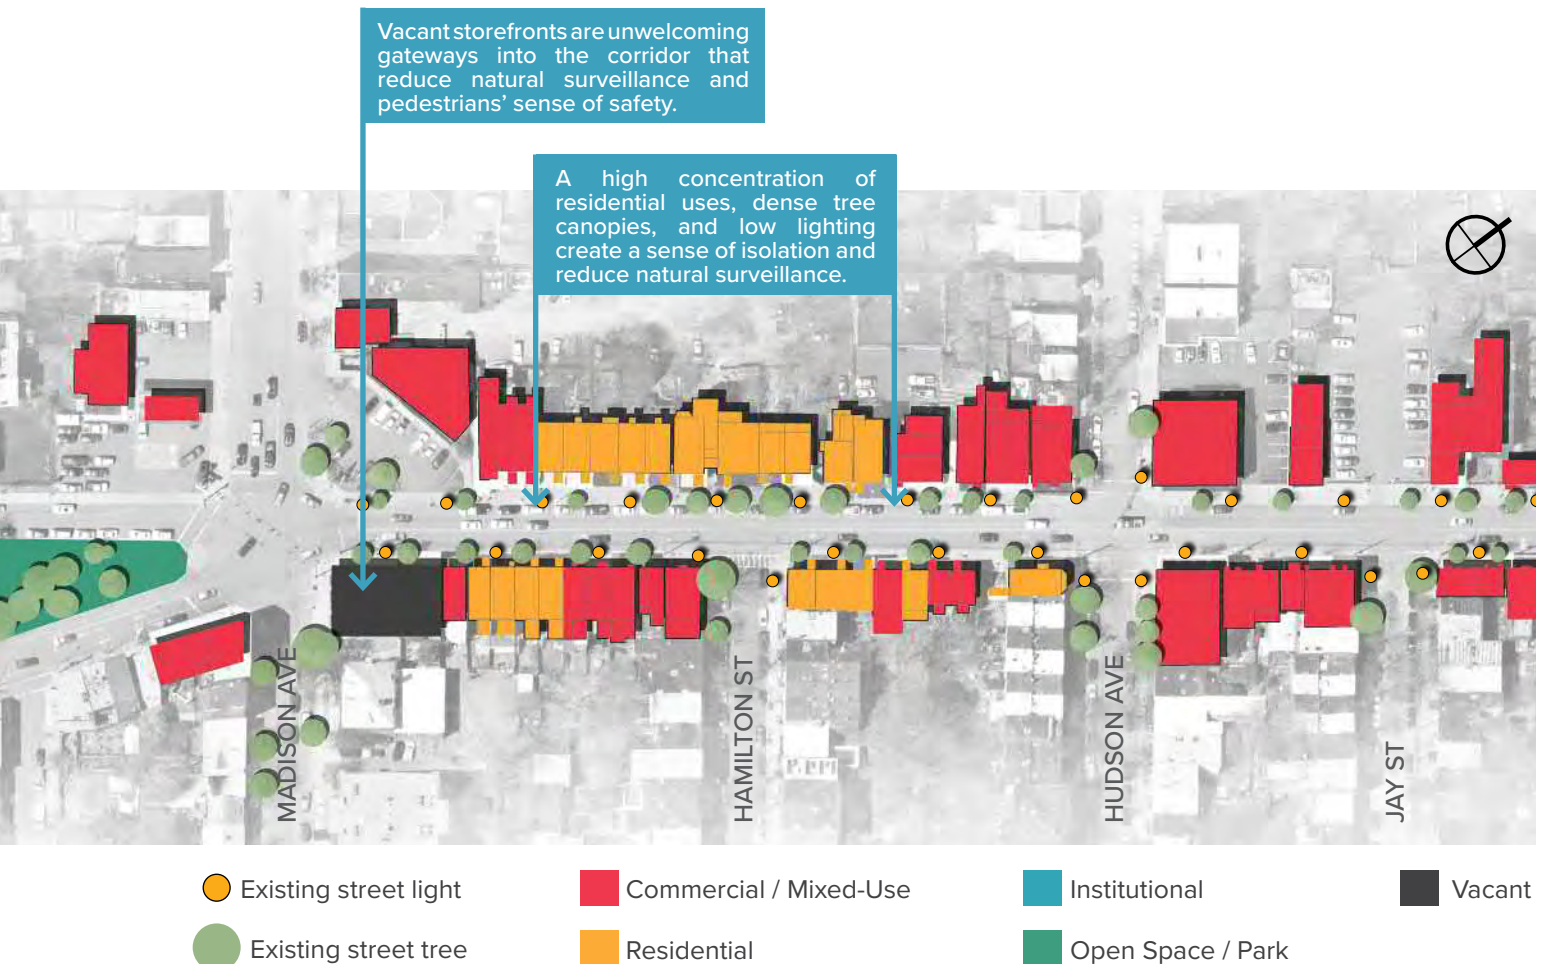 Vacant storefronts are unwelcoming
gateways into the corridor that
reduce natural surveillance and
pedestrians’ sense of safety.
A high concentration of
residential uses, dense tree
canopies, and low lighting
create a sense of isolation and
reduce natural surveillance.
MADISON AVE
HAMILTON ST
HUDSON AVE
JAY ST
Existing street light
Commercial / Mixed-Use
Institutional
Vacant
Existing street tree
Residential
Open Space / Park